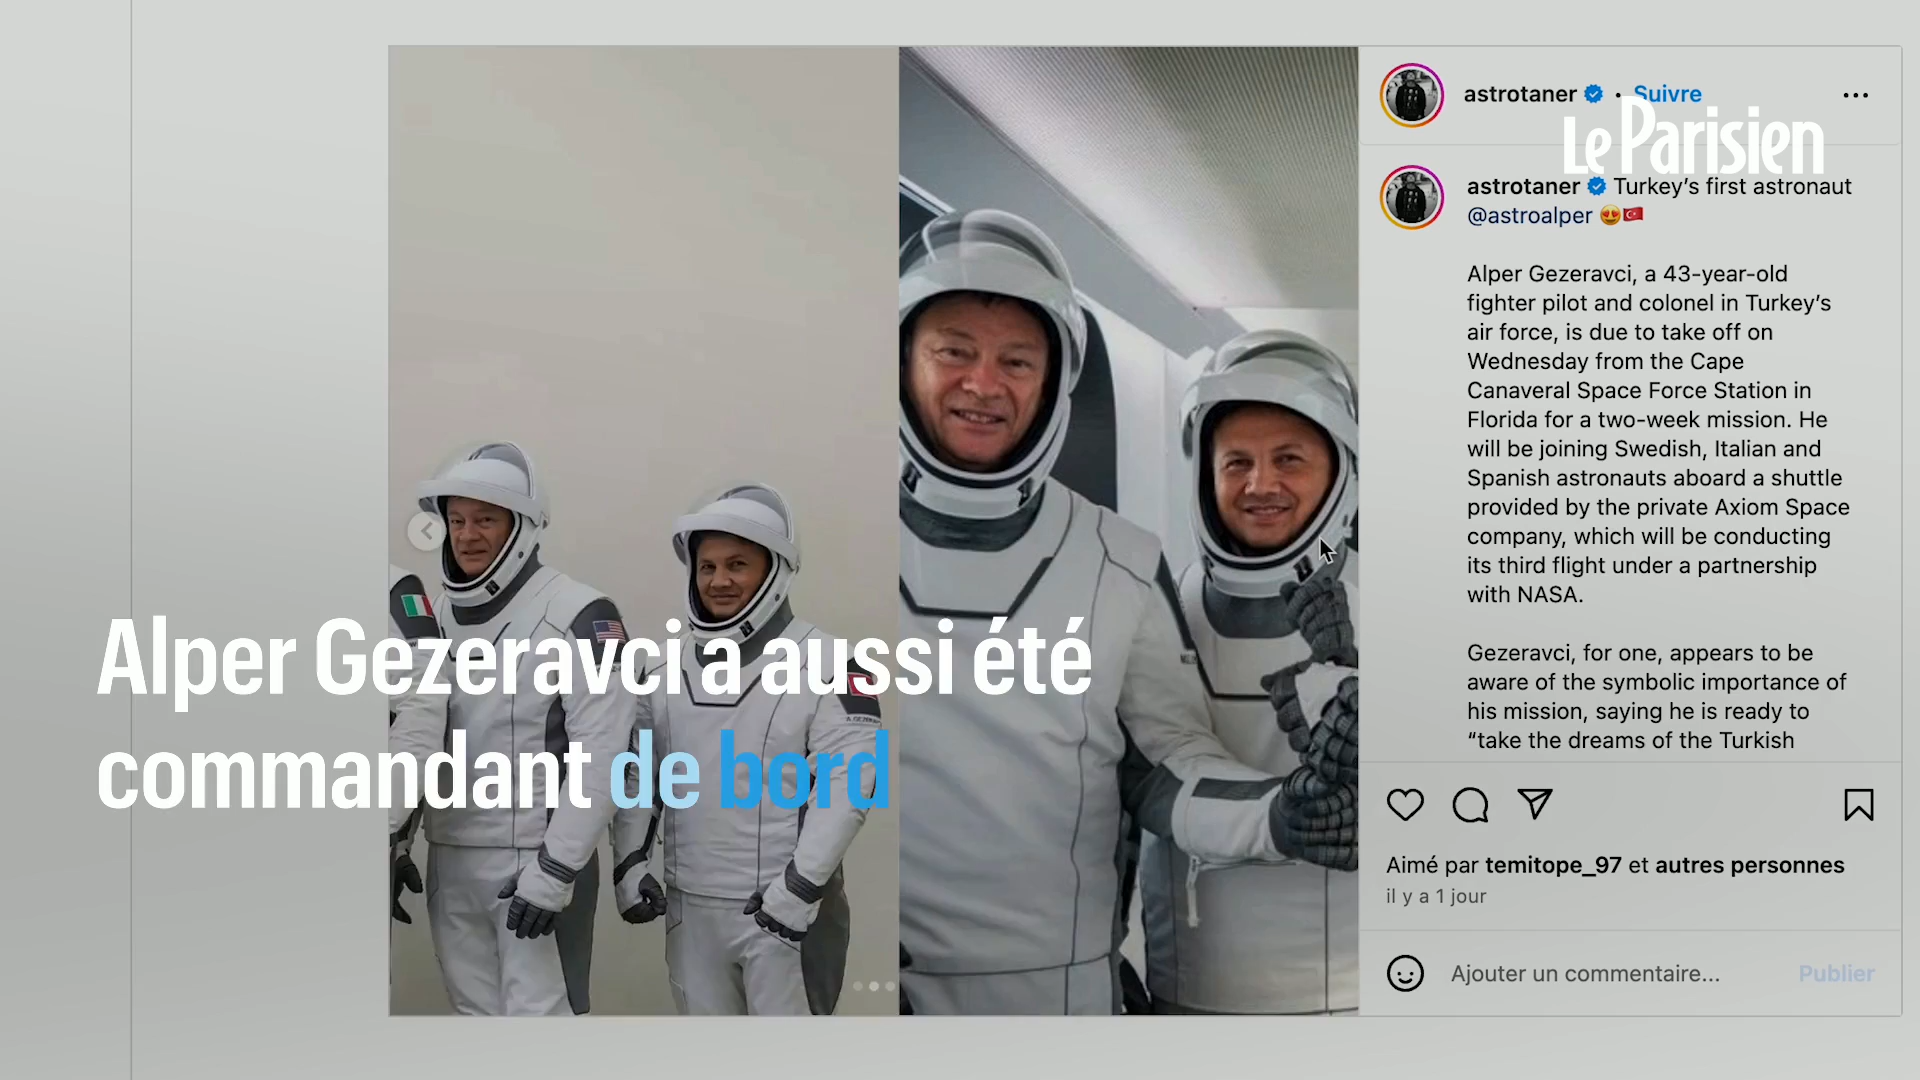 astrotaner • Suivre
Le Parisien
astrotaner Turkey’s first astronaut
@astroalper 😍🇹🇷
Alper Gezeravci, a 43-year-old
fighter pilot and colonel in Turkey’s
air force, is due to take off on
Wednesday from the Cape
Canaveral Space Force Station in
Florida for a two-week mission. He
will be joining Swedish, Italian and
Spanish astronauts aboard a shuttle
provided by the private Axiom Space
company, which will be conducting
its third flight under a partnership
with NASA.
Gezeravci, for one, appears to be
aware of the symbolic importance of
his mission, saying he is ready to
“take the dreams of the Turkish
Alper Gezeravci a aussi été
commandant de bord
Aimé par temitope_97 et autres personnes
il y a 1 jour
Ajouter un commentaire...
Publier